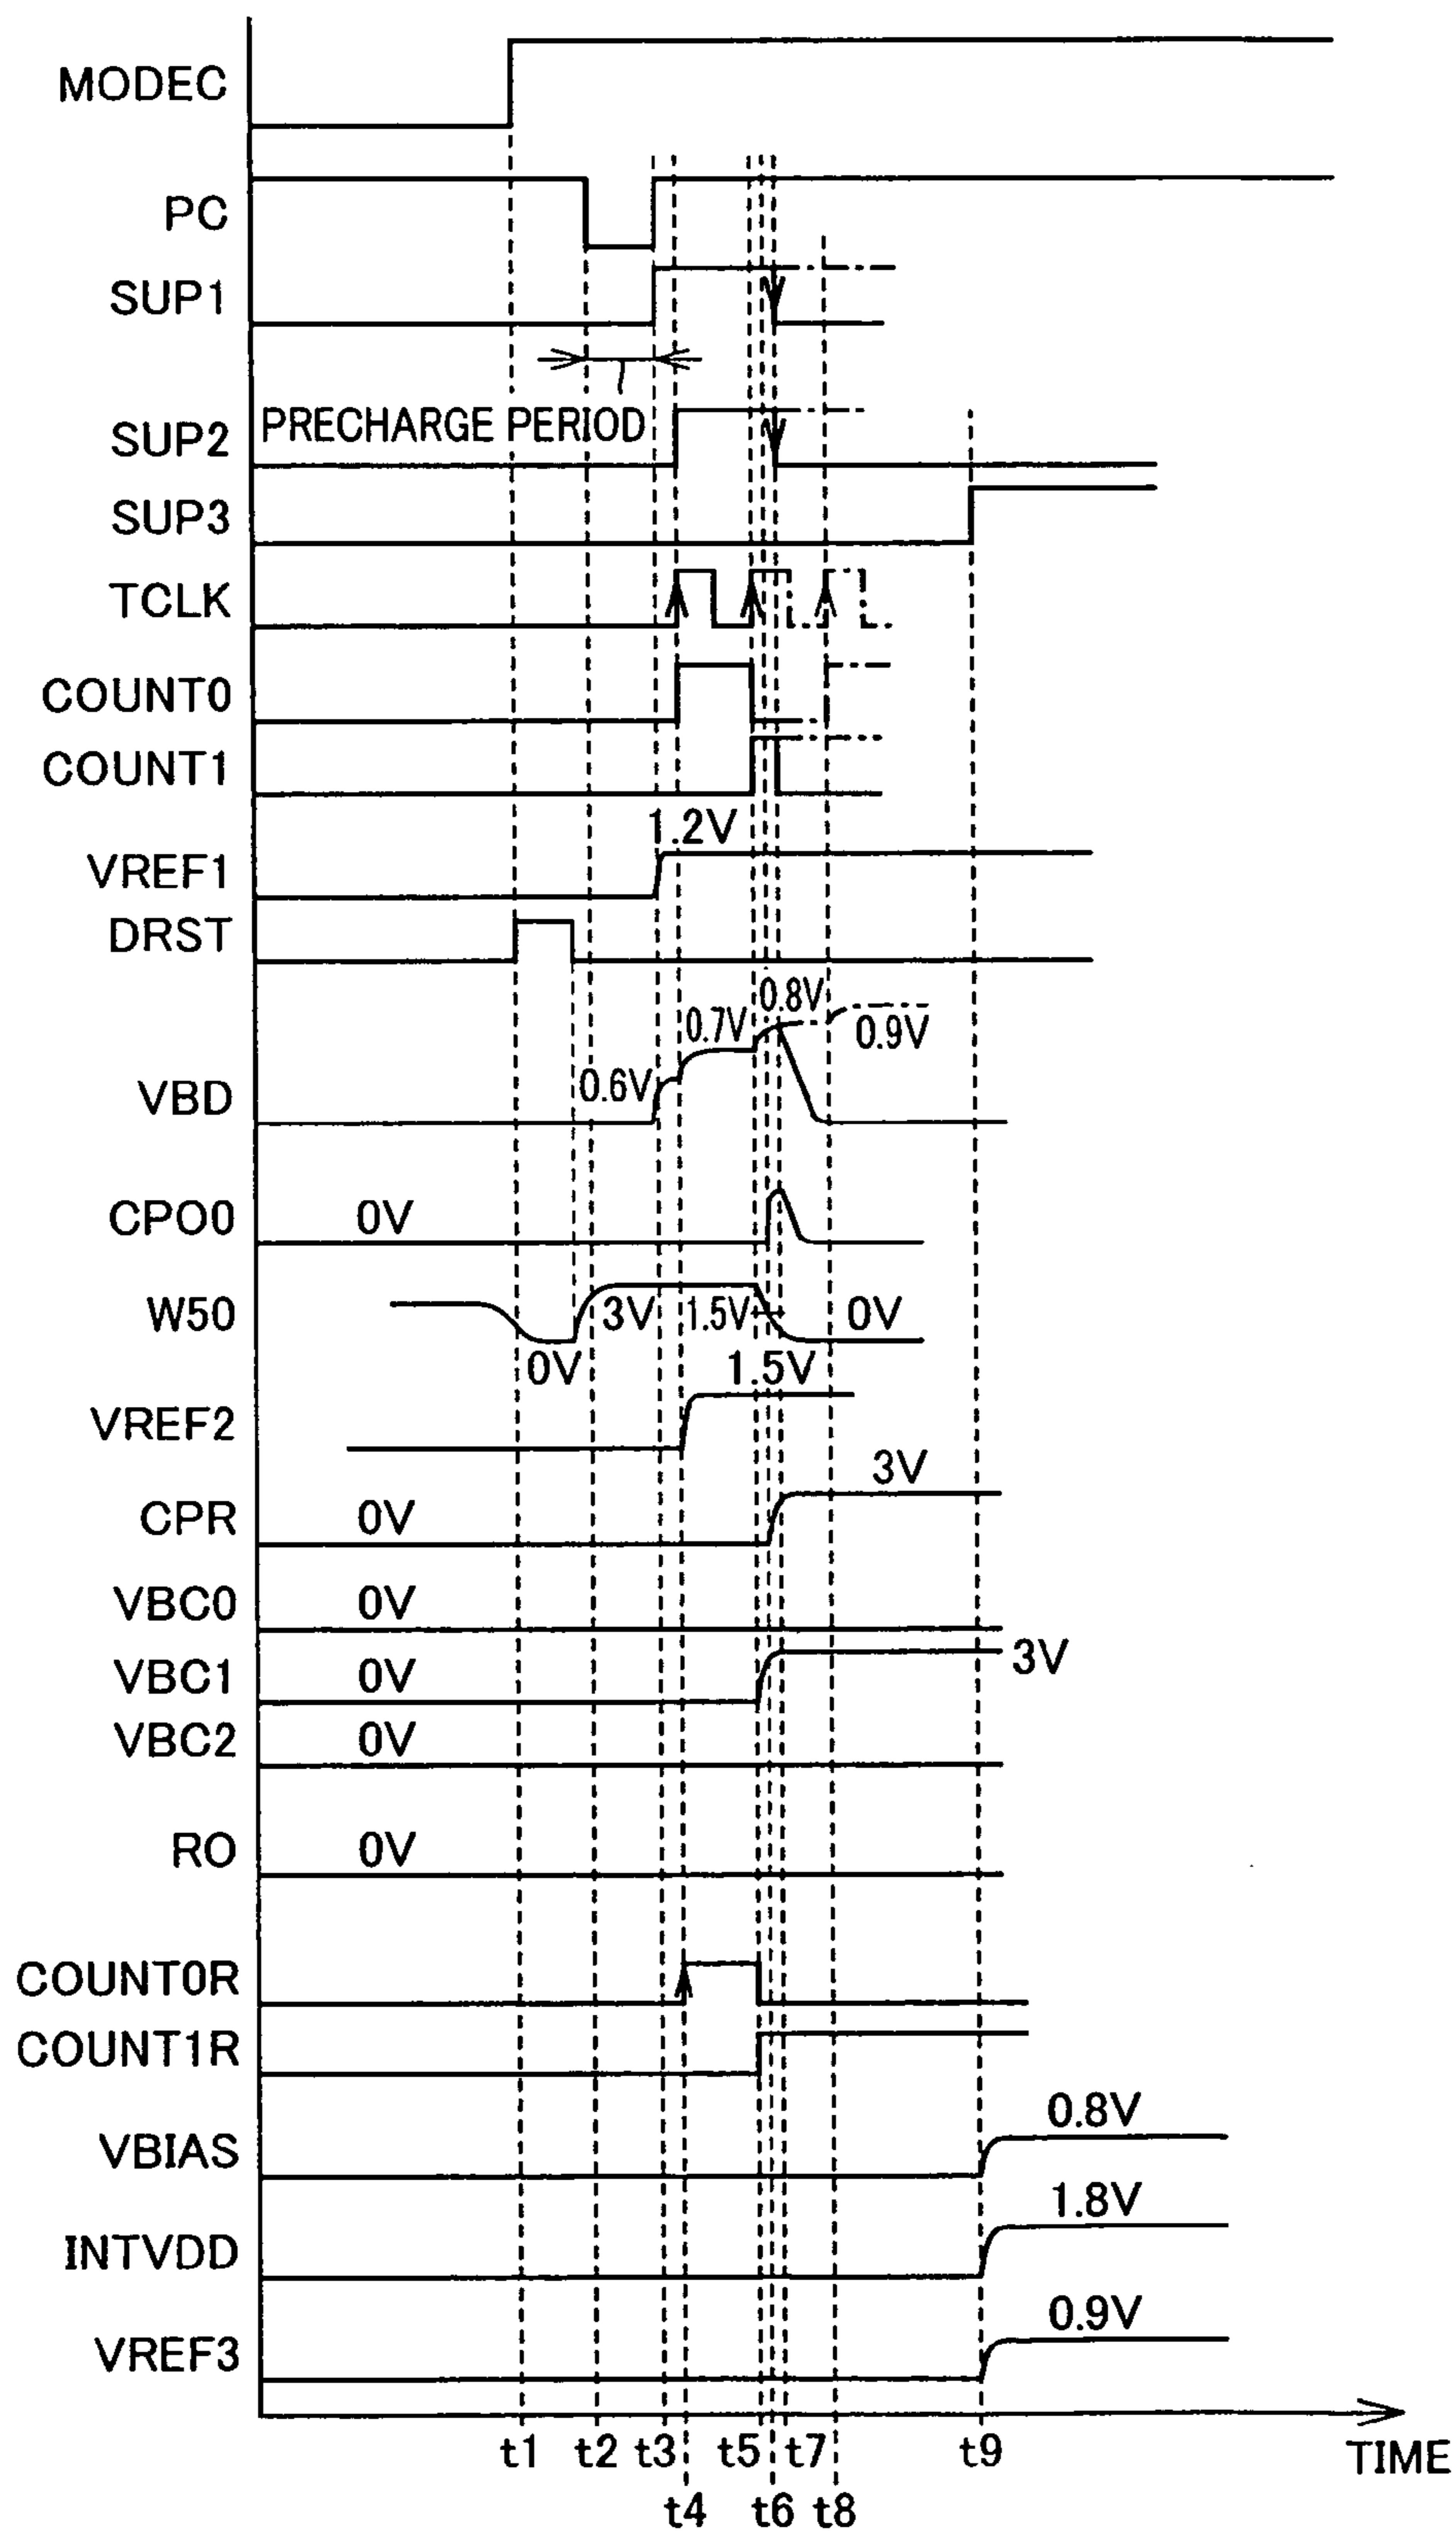 MODEC
PC
SUP1
PRECHARGE PERIOD
SUP2
SUP3
TCLK
COUNT0
COUNT1
1.2V
VREF1
DRST
0.8V
0.7V
0.9V
0.6V
VBD
CPO0
0V
W50
3V
1.5V
0V
0V
1.5V
VREF2
3V
CPR
0V
VBC0
0V
VBC1
0V
3V
VBC2
0V
RO
0V
COUNT0R
COUNT1R
0.8V
VBIAS
1.8V
INTVDD
0.9V
VREF3
t1 t2 t3 t5 t7 t9
TIME
t4 t6 t8